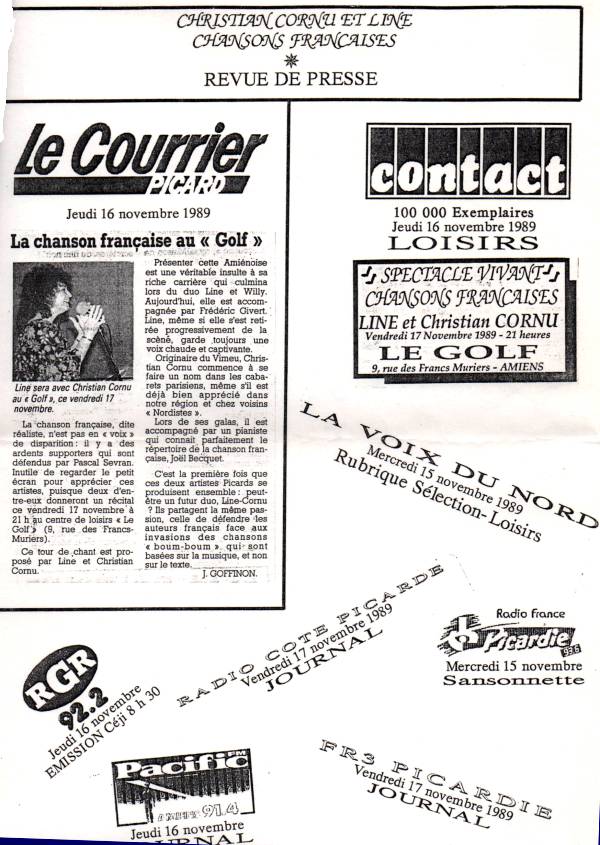 CHRISTIAN CORNU ET LINE
CHANSONS FRANCAISES
REVUE DE PRESSE
Le Courrier
PICARD
Jeudi 16 novembre 1989
La chanson française au « Golf »
Line sera avec Christian Cornu
au « Golf », ce vendredi 17
novembre.
La chanson française, dite
réaliste, n'est pas en « voix »
de disparition : il y a des
ardents supporters qui sont
défendus par Pascal Sevran.
Inutile de regarder le petit
écran pour apprécier ces
artistes, puisque deux d'en-
tre-eux donneront un récital
ce vendredi 17 novembre à
21 h au centre de loisirs « Le
Golf » (9, rue des Francs-
Muriers).
Ce tour de chant est pro-
posé par Line et Christian
Cornu.
Présenter cette Amiénoise
est une véritable insulte à sa
riche carrière qui culmina
lors du duo Line et Willy.
Aujourd'hui, elle est accom-
pagnée par Frédéric Givert.
Line, même si elle s'est reti-
rée progressivement de la
scène, garde toujours une
voix chaude et captivante.
Originaire du Vimeu, Chris-
tian Cornu commence à se
faire un nom dans les caba-
rets parisiens, même s'il est
déjà bien apprécié dans
notre région et chez voisins
« Nordistes ».
Lors de ses galas, il est
accompagné par un pianiste
qui connait parfaitement le
répertoire de la chanson fran-
çaise, Joël Becquet.
C'est la première fois que
ces deux artistes Picards se
produisent ensemble : peut-
être un futur duo, Line-Cornu
? Ils partagent la même pas-
sion, celle de défendre les
auteurs français face aux
invasions des chansons
« boum-boum » qui sont
basées sur la musique, et non
sur le texte.
J. GOFFINON.
contact
100 000 Exemplaires
Jeudi 16 novembre 1989
LOISIRS
SPECTACLE VIVANT
CHANSONS FRANCAISES
LINE et Christian CORNU
Vendredi 17 Novembre 1989 - 21 heures
LE GOLF
9, rue des Francs Muriers - AMIENS
LA VOIX DU NORD
Mercredi 15 novembre 1989
Rubrique Sélection-Loisirs
RADIO COTE PICARDE
Vendredi 17 novembre 1989
JOURNAL
Radio France
Picardie
93.6
Mercredi 15 novembre
Sansonnette
RGR
92.2
Jeudi 16 novembre
EMISSION Céji 8 h 30
Pacific FM
AMIENS 91.4
Jeudi 16 novembre
JOURNAL
FR3 PICARDIE
Vendredi 17 novembre 1989
JOURNAL